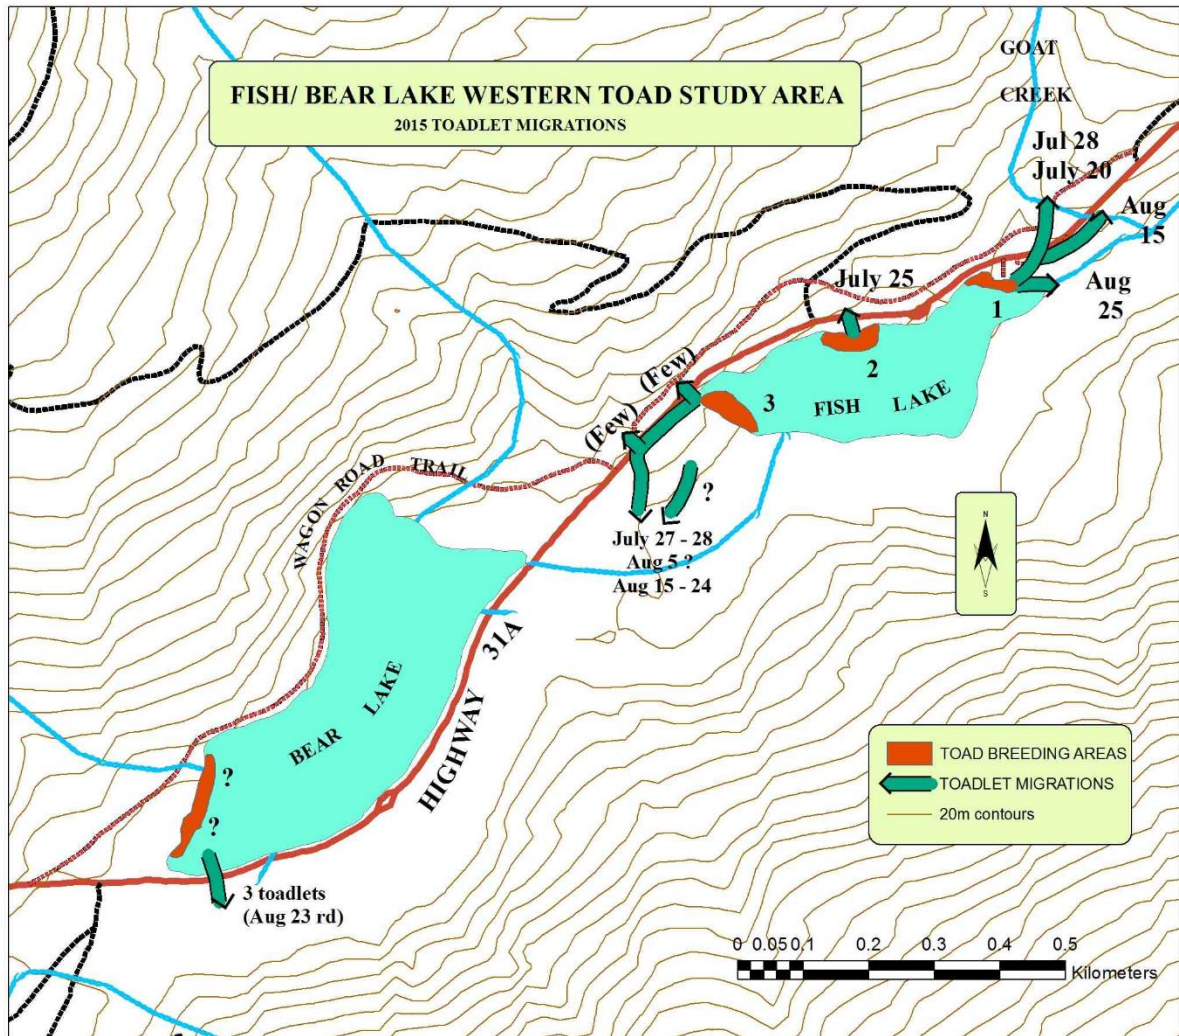 FISH/ BEAR LAKE WESTERN TOAD STUDY AREA
2015 TOADLET MIGRATIONS
GOAT
CREEK
Jul 28
July 20
Aug
15
Aug
25
July 25
1
2
3
FISH LAKE
(Few)
(Few)
?
July 27 - 28
Aug 5 ?
Aug 15 - 24
WAGON ROAD TRAIL
BEAR LAKE
HIGHWAY 31A
?
?
3 toadlets
(Aug 23 rd)
N
S
TOAD BREEDING AREAS
TOADLET MIGRATIONS
20m contours
0 0.05 0.1 0.2 0.3 0.4 0.5
Kilometers